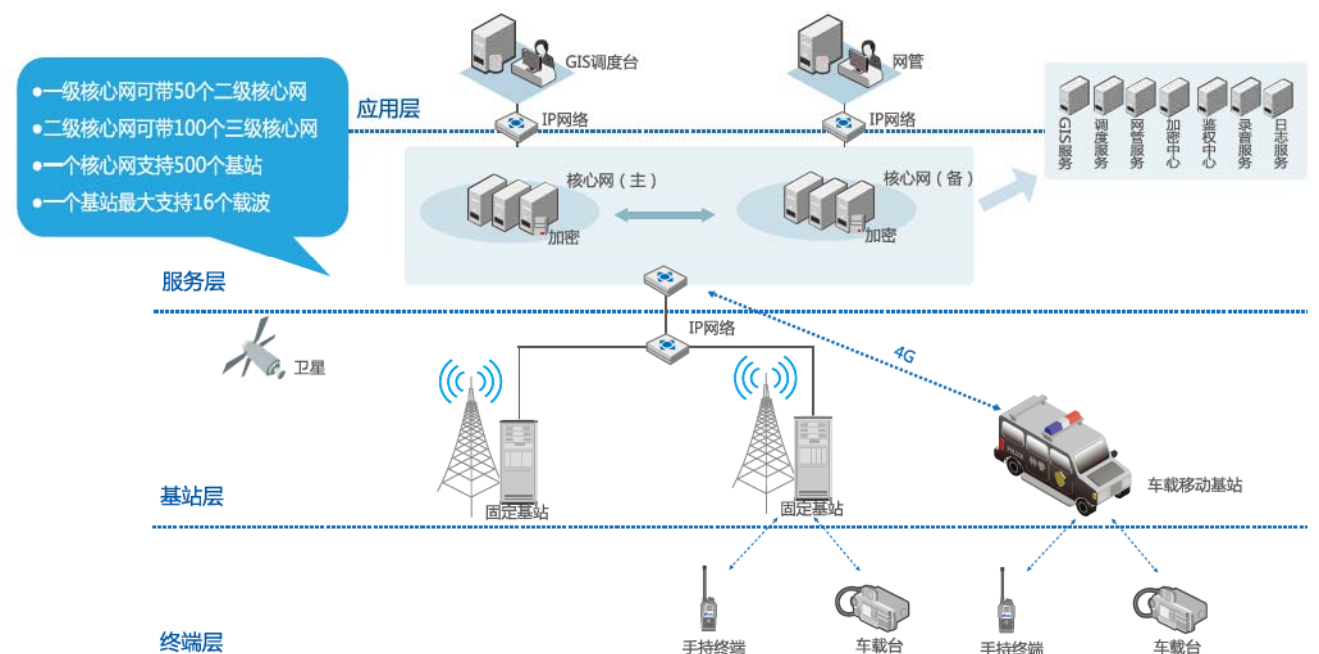 GIS调度台
网管
●一级核心网可带50个二级核心网
●二级核心网可带100个三级核心网
●一个核心网支持500个基站
●一个基站最大支持16个载波
应用层
IP网络
IP网络
GIS服务
调度服务
网管服务
加密中心
鉴权中心
录音服务
日志服务
核心网（主）
核心网（备）
加密
加密
服务层
IP网络
4G
卫星
车载移动基站
基站层
固定基站
固定基站
终端层
手持终端
车载台
手持终端
车载台